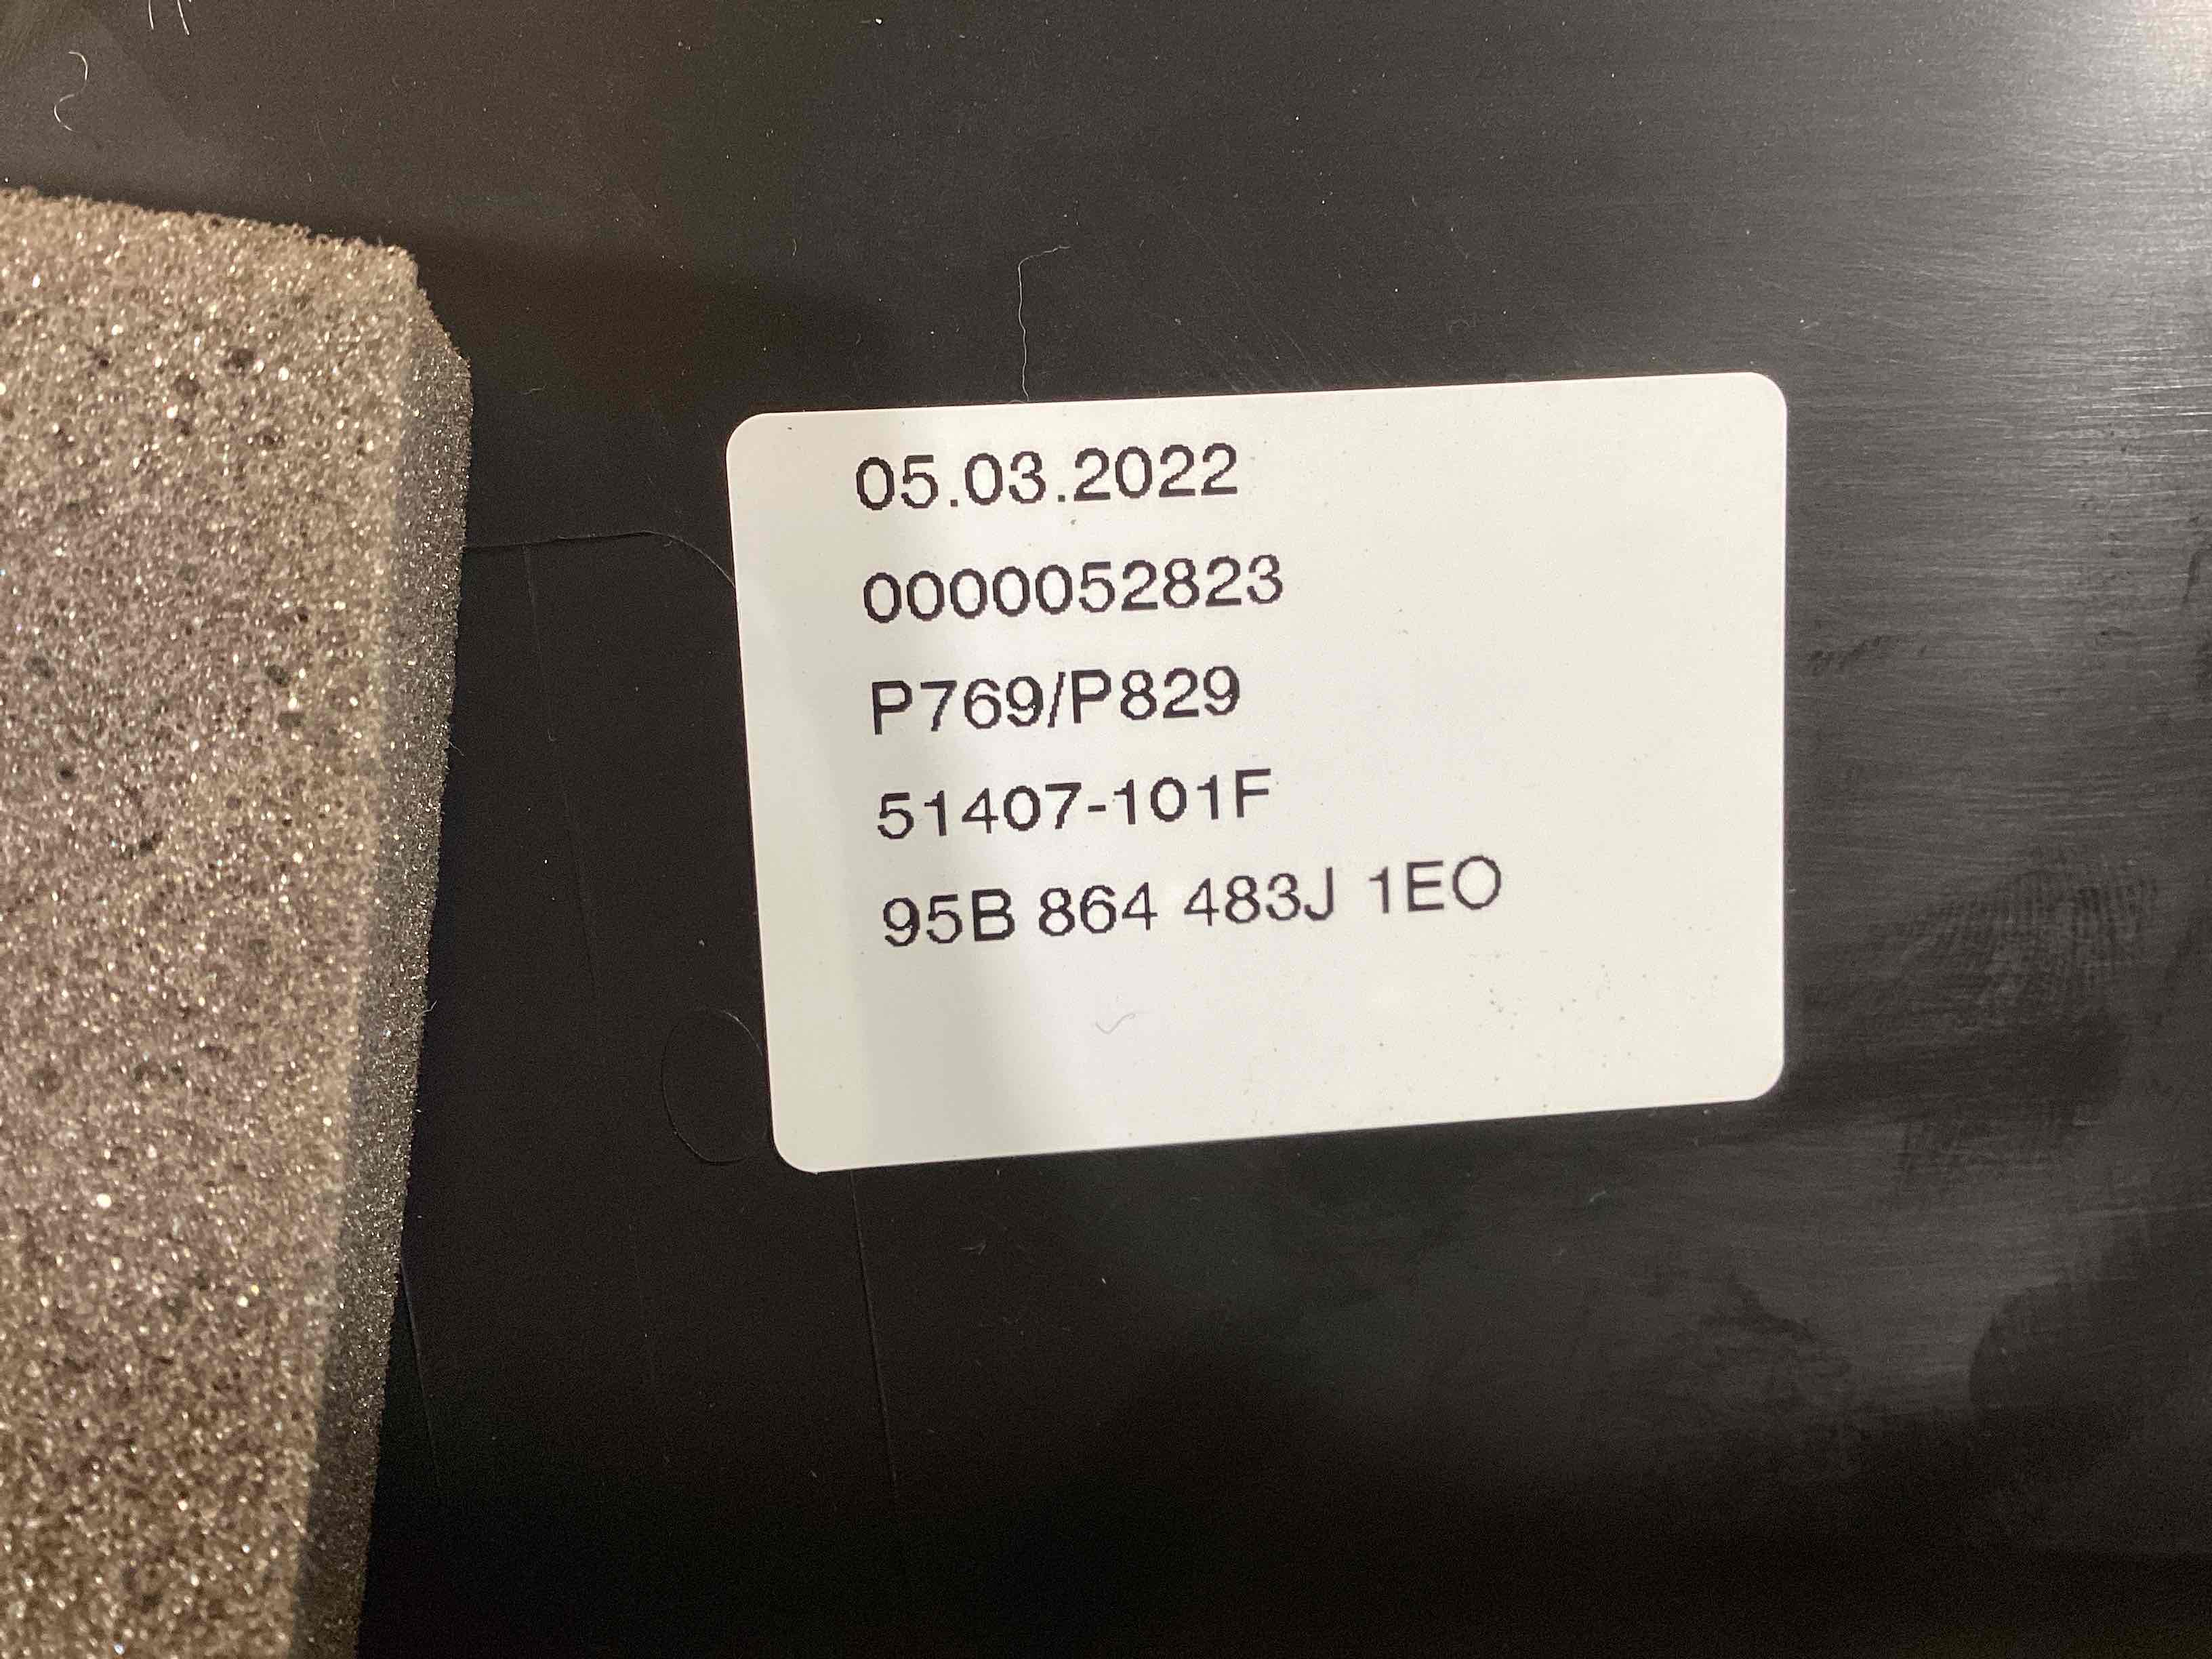 05.03.2022
0000052823
P769/P829
51407-101F
95B 864 483J 1EO